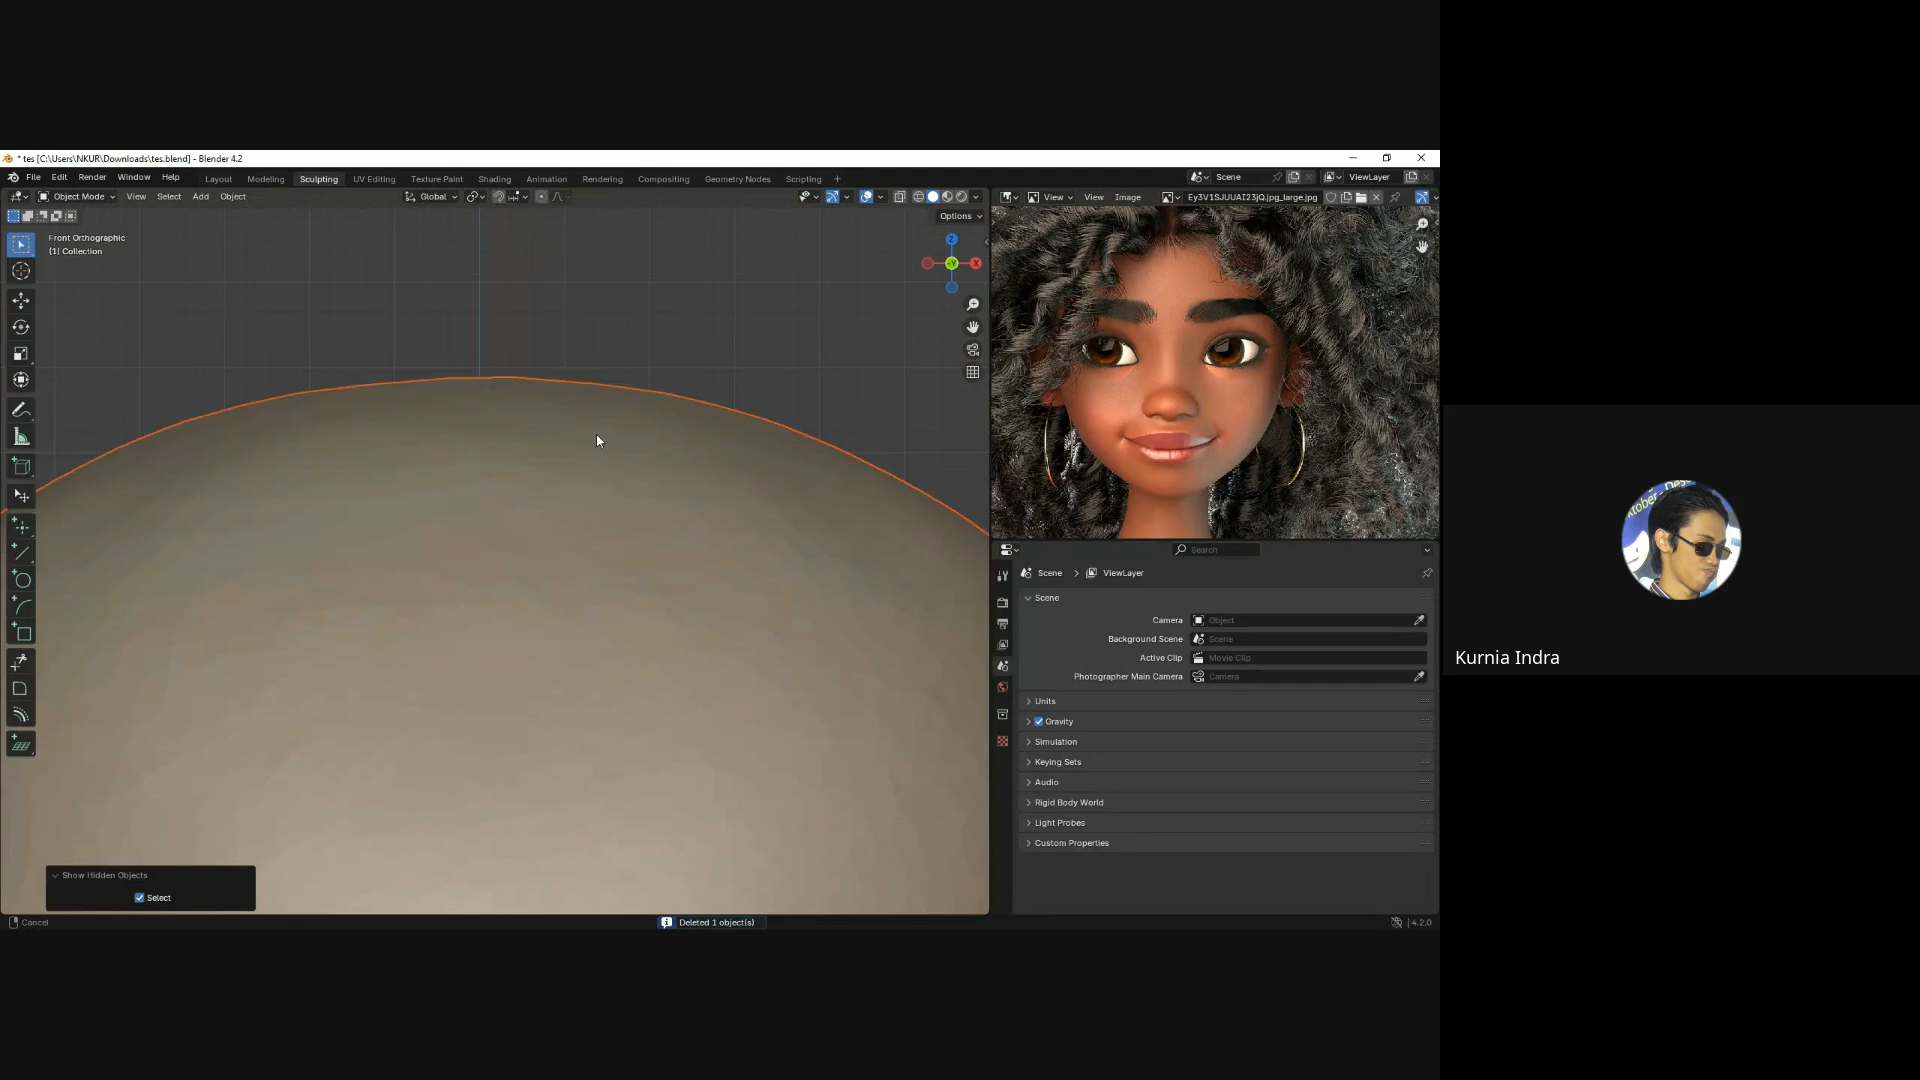 * tes [C:\Users\NKUR\Downloads\tes.blend] - Blender 4.2
File Edit Render Window Help Layout Modeling Sculpting UV Editing Texture Paint Shading Animation Rendering Compositing Geometry Nodes Scripting + Scene ViewLayer
Object Mode View Select Add Object Global View View Image Ey3V1SJUUAI23jQ.jpg_large.jpg
Options
Front Orthographic
(1) Collection
Z
-Y
X
Search
Scene > ViewLayer
Scene
Camera Object
Background Scene Scene
Active Clip Movie Clip
Photographer Main Camera Camera
Units
Gravity
Simulation
Keying Sets
Audio
Rigid Body World
Light Probes
Custom Properties
Show Hidden Objects
Select
Cancel Deleted 1 object(s) 4.2.0
Kurnia Indra